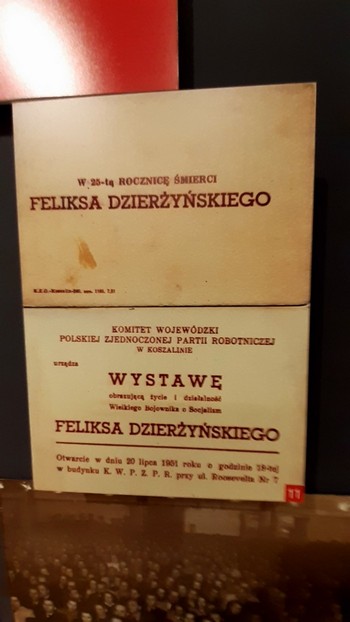 W 25-tą ROCZNICĘ ŚMIERCI
FELIKSA DZIERŻYŃSKIEGO
KOMITET WOJEWÓDZKI
POLSKIEJ ZJEDNOCZONEJ PARTII ROBOTNICZEJ
W KOSZALINIE
urządza
WYSTAWĘ
obrazującą życie i działalność
Wielkiego Bojownika o Socjalizm
FELIKSA DZIERŻYŃSKIEGO
Otwarcie w dniu 20 lipca 1951 roku o godzinie 18-tej
w budynku K. W. P. Z. P. R. przy ul. Roosevelta Nr 7